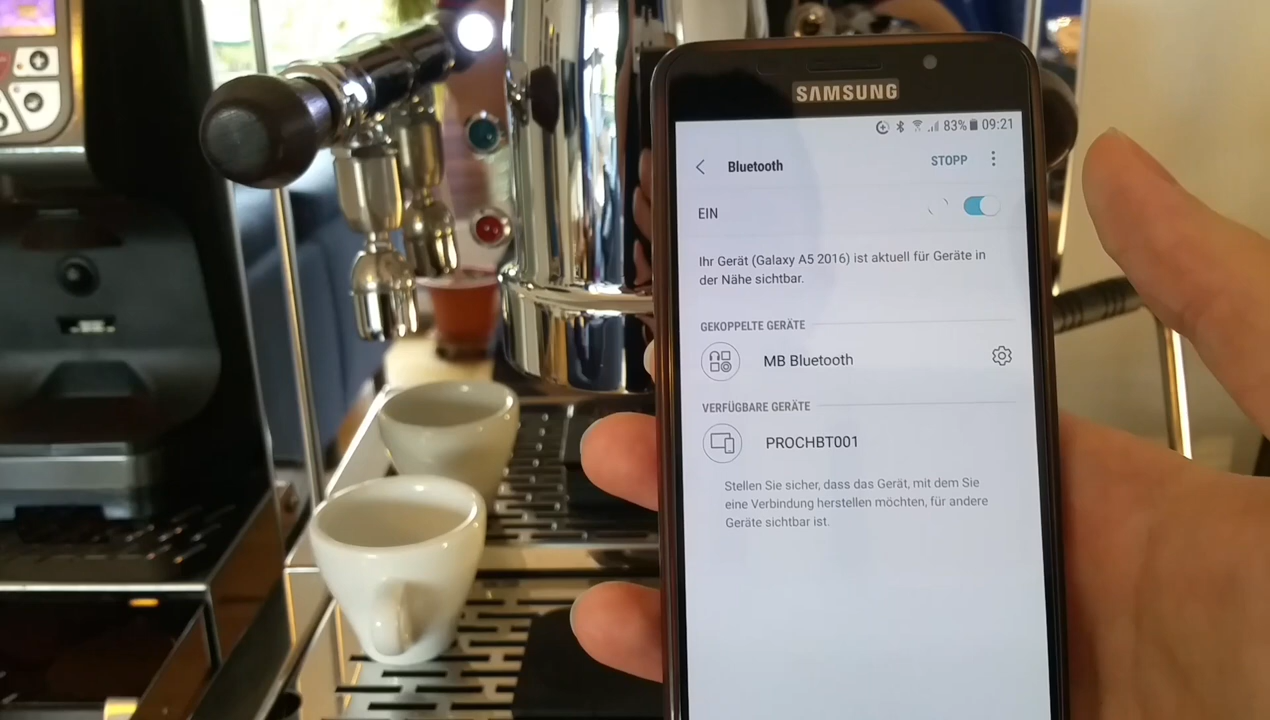 SAMSUNG
83% 09:21
Bluetooth
STOPP
EIN
Ihr Gerät (Galaxy A5 2016) ist aktuell für Geräte in
der Nähe sichtbar.
GEKOPPELTE GERÄTE
MB Bluetooth
VERFÜGBARE GERÄTE
PROCHBT001
Stellen Sie sicher, dass das Gerät, mit dem Sie
eine Verbindung herstellen möchten, für andere
Geräte sichtbar ist.